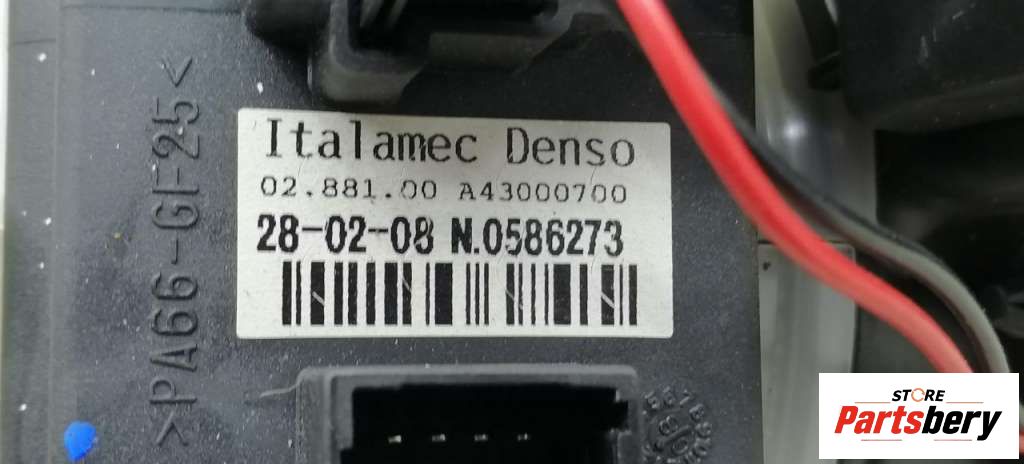 >PA66-GF25<
Italamec Denso
02.881.00 A43000700
28-02-08 N.0586273
STORE
Partsbery